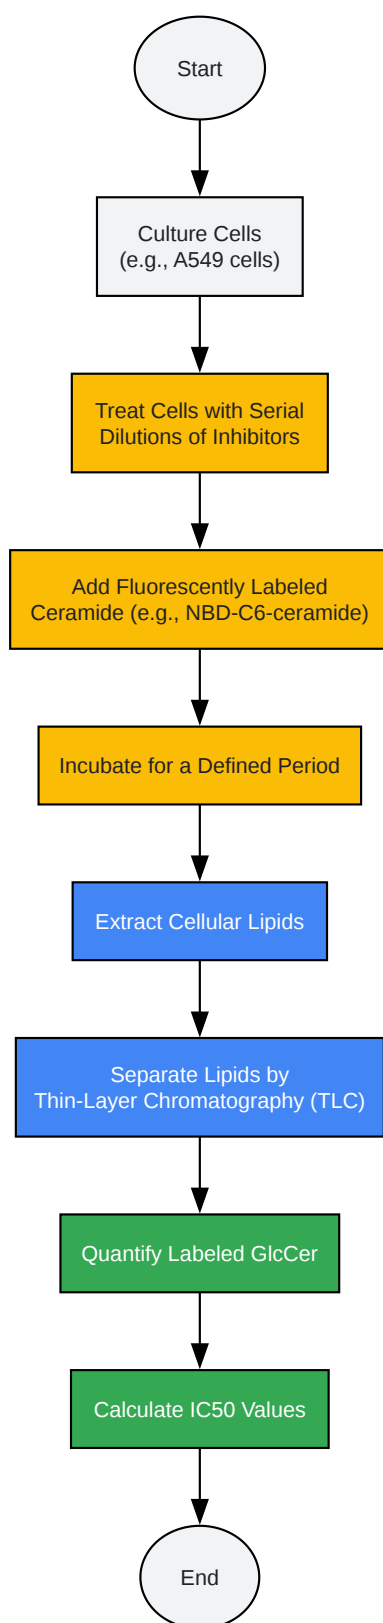 Start
Culture Cells
(e.g., A549 cells)
Treat Cells with Serial
Dilutions of Inhibitors
Add Fluorescently Labeled
Ceramide (e.g., NBD-C6-ceramide)
Incubate for a Defined Period
Extract Cellular Lipids
Separate Lipids by
Thin-Layer Chromatography (TLC)
Quantify Labeled GlcCer
Calculate IC50 Values
End